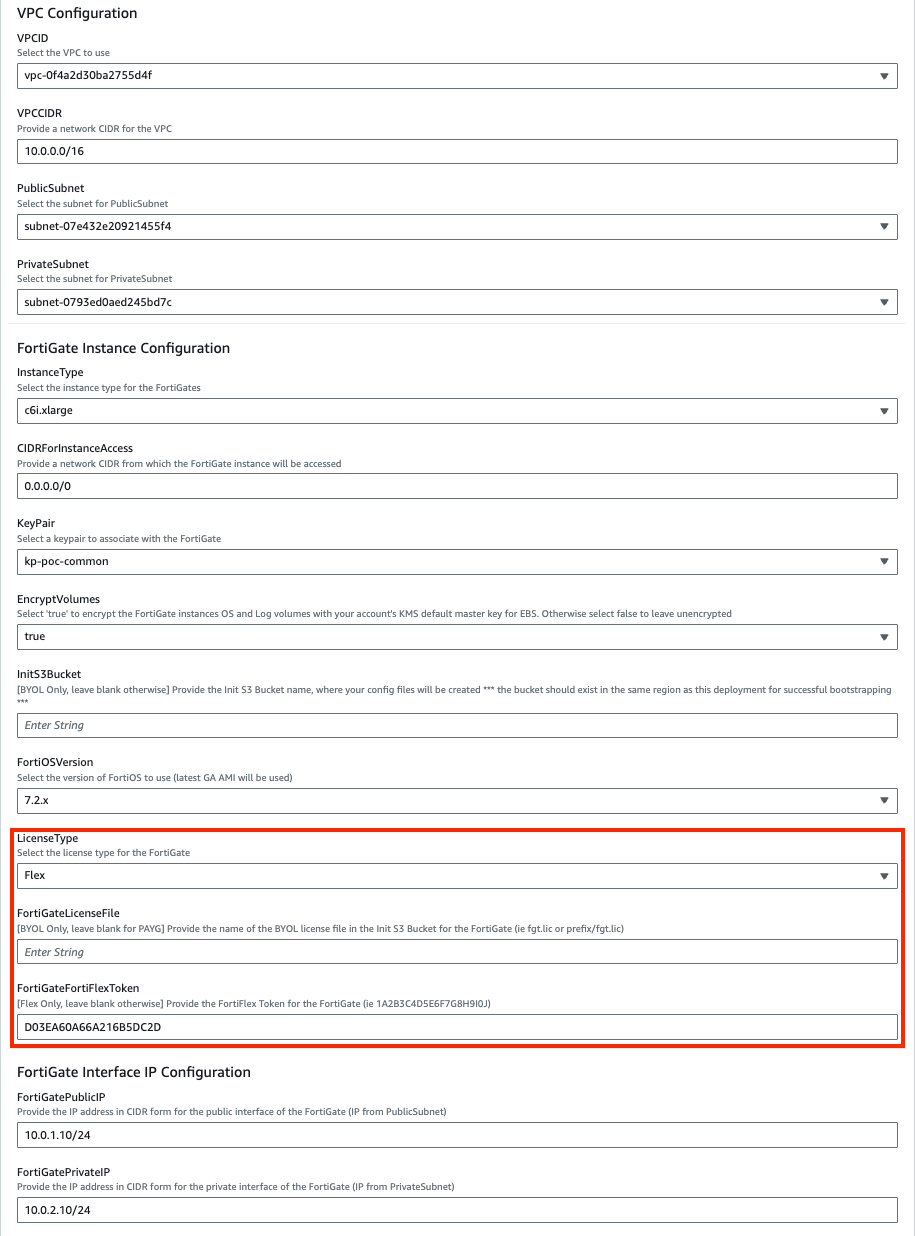 VPC Configuration
VPCID
Select the VPC to use
vpc-0f4a2d30ba2755d4f
VPCCIDR
Provide a network CIDR for the VPC
10.0.0.0/16
PublicSubnet
Select the subnet for PublicSubnet
subnet-07e432e20921455f4
PrivateSubnet
Select the subnet for PrivateSubnet
subnet-0793ed0aed245bd7c
FortiGate Instance Configuration
InstanceType
Select the instance type for the FortiGates
c6i.xlarge
CIDRForInstanceAccess
Provide a network CIDR from which the FortiGate instance will be accessed
0.0.0.0/0
KeyPair
Select a keypair to associate with the FortiGate
kp-poc-common
EncryptVolumes
Select 'true' to encrypt the FortiGate instances OS and Log volumes with your account's KMS default master key for EBS. Otherwise select false to leave unencrypted
true
InitS3Bucket
[BYOL Only, leave blank otherwise] Provide the Init S3 Bucket name, where your config files will be created *** the bucket should exist in the same region as this deployment for successful bootstrapping
***
Enter String
FortiOSVersion
Select the version of FortiOS to use (latest GA AMI will be used)
7.2.x
LicenseType
Select the license type for the FortiGate
Flex
FortiGateLicenseFile
[BYOL Only, leave blank for PAYG] Provide the name of the BYOL license file in the Init S3 Bucket for the FortiGate (ie fgt.lic or prefix/fgt.lic)
Enter String
FortiGateFortiFlexToken
[Flex Only, leave blank otherwise] Provide the FortiFlex Token for the FortiGate (ie 1A2B3C4D5E6F7G8H9I0J)
D03EA60A66A216B5DC2D
FortiGate Interface IP Configuration
FortiGatePublicIP
Provide the IP address in CIDR form for the public interface of the FortiGate (IP from PublicSubnet)
10.0.1.10/24
FortiGatePrivateIP
Provide the IP address in CIDR form for the private interface of the FortiGate (IP from PrivateSubnet)
10.0.2.10/24